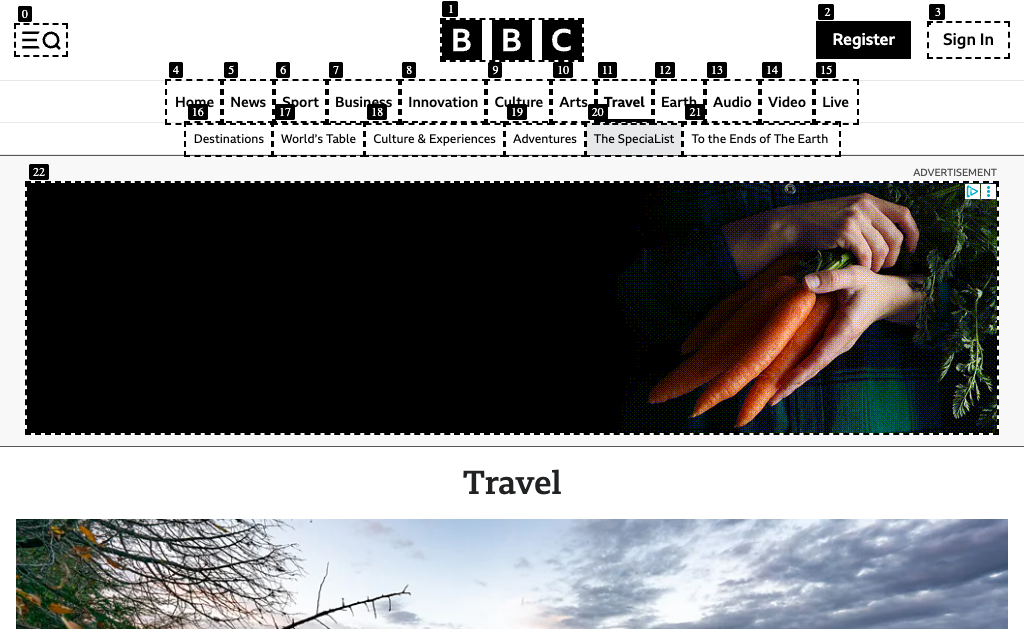 0
1
2
3
BBC
Register
Sign In
4 5 6 7 8 9 10 11 12 13 14 15
Home News Sport Business Innovation Culture Arts Travel Earth Audio Video Live
16 17 18 19 20 21
Destinations World's Table Culture & Experiences Adventures The SpeciaList To the Ends of The Earth
22
ADVERTISEMENT
Travel